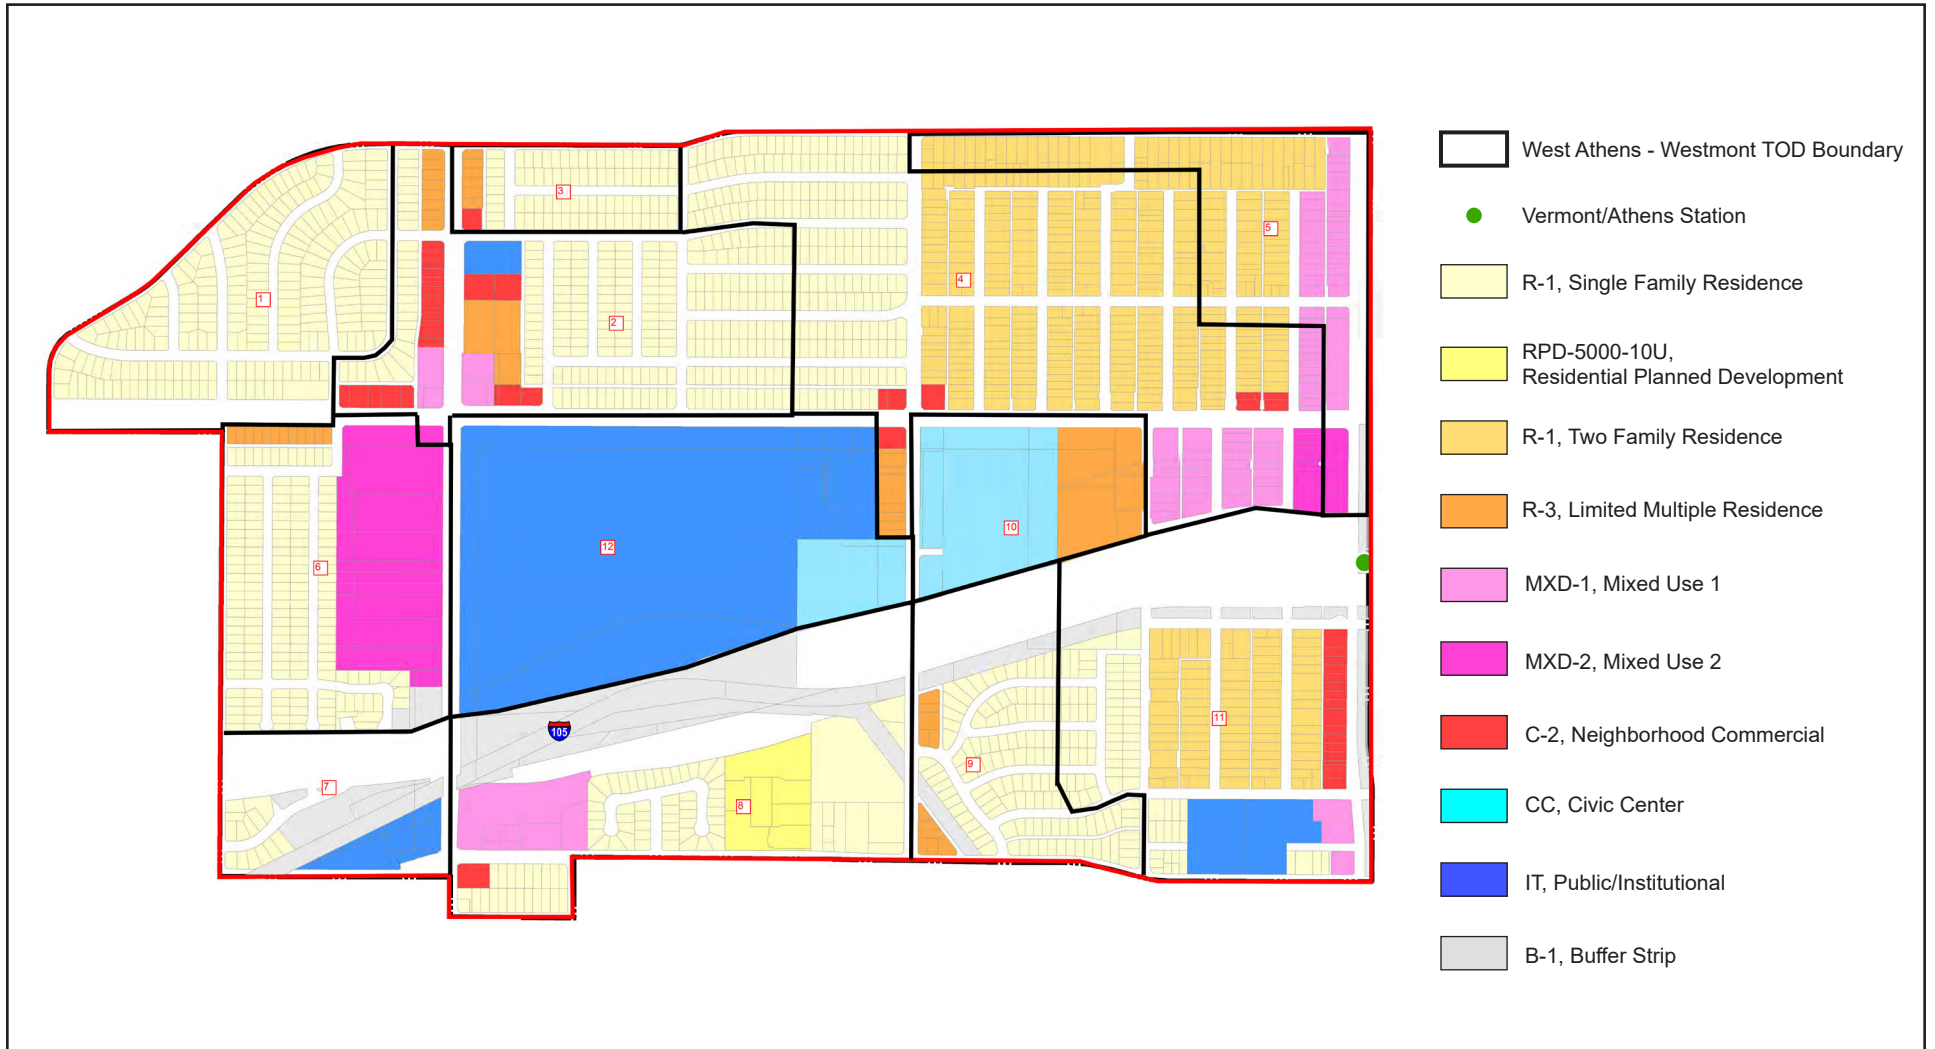 3
5
4
1
2
12
10
6
105
11
9
7
8
West Athens - Westmont TOD Boundary
Vermont/Athens Station
R-1, Single Family Residence
RPD-5000-10U,
Residential Planned Development
R-1, Two Family Residence
R-3, Limited Multiple Residence
MXD-1, Mixed Use 1
MXD-2, Mixed Use 2
C-2, Neighborhood Commercial
CC, Civic Center
IT, Public/Institutional
B-1, Buffer Strip